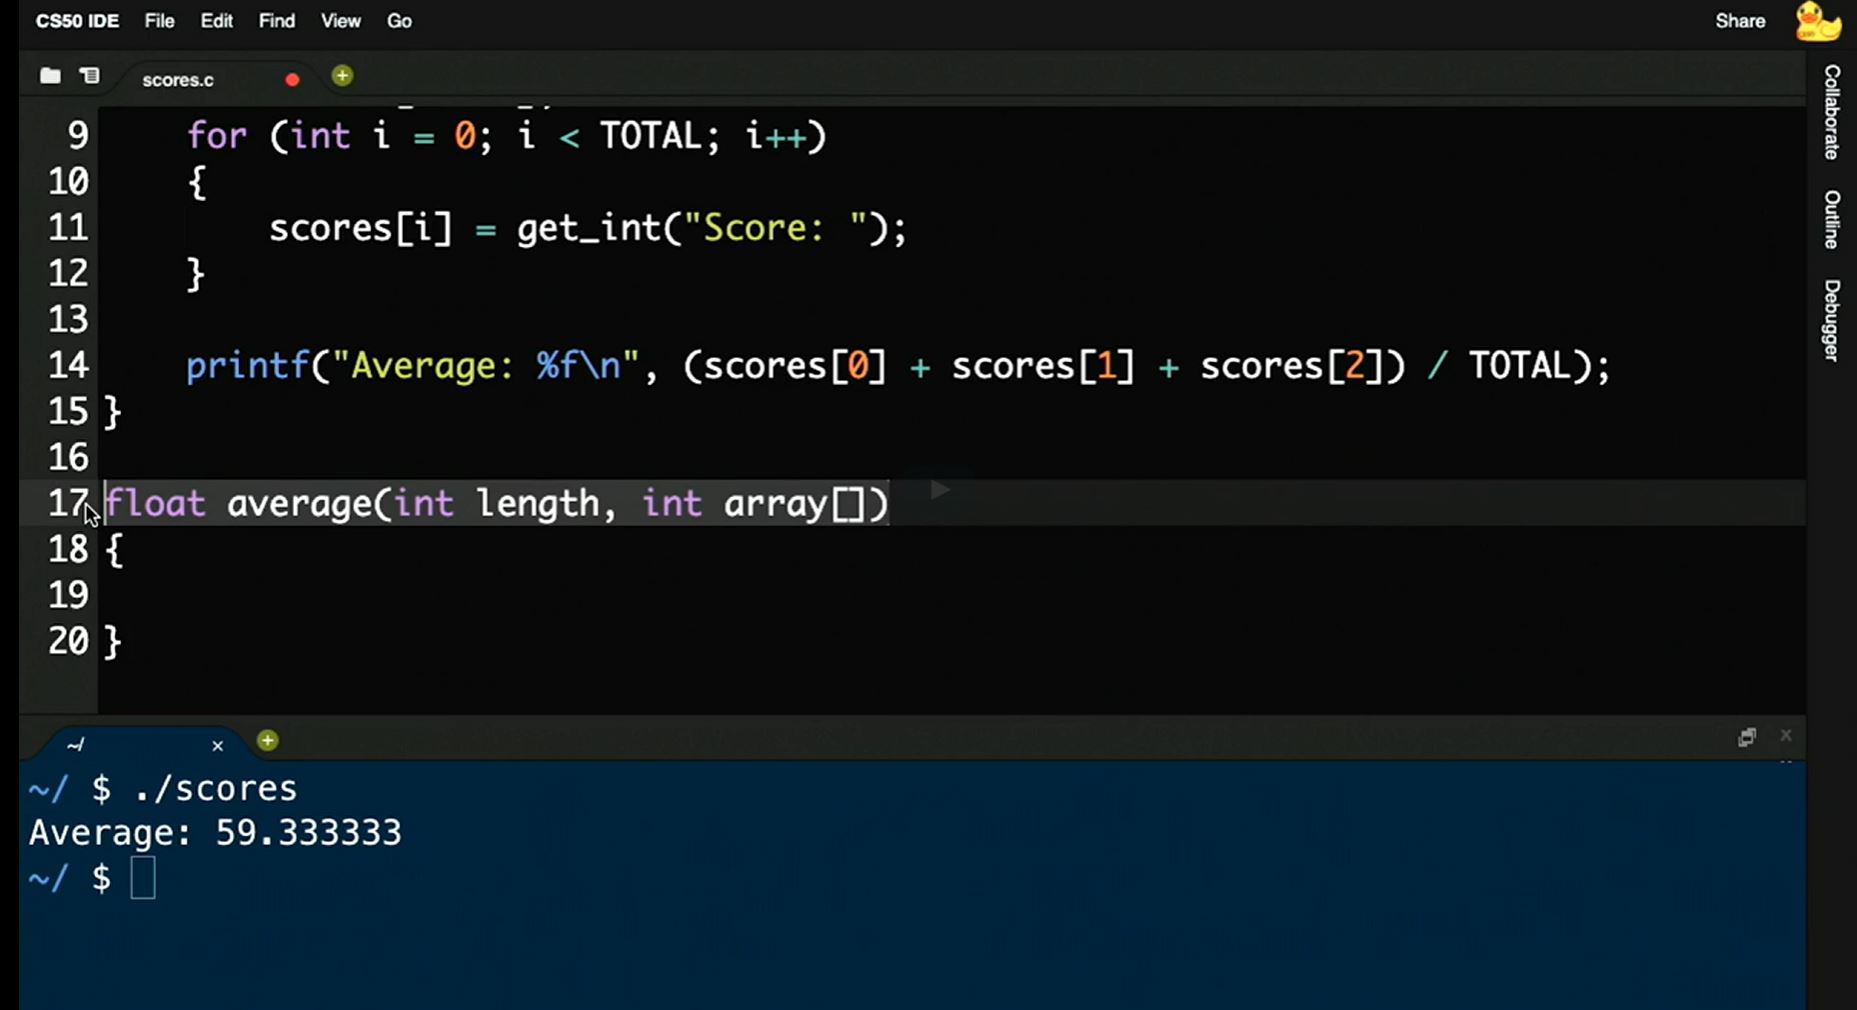 CS50 IDE File Edit Find View Go Share
scores.c
9 for (int i = 0; i < TOTAL; i++)
10 {
11 scores[i] = get_int("Score: ");
12 }
13
14 printf("Average: %f\n", (scores[0] + scores[1] + scores[2]) / TOTAL);
15 }
16
17 float average(int length, int array[])
18 {
19
20 }
~/
~/ $ ./scores
Average: 59.333333
~/ $
Collaborate
Outline
Debugger